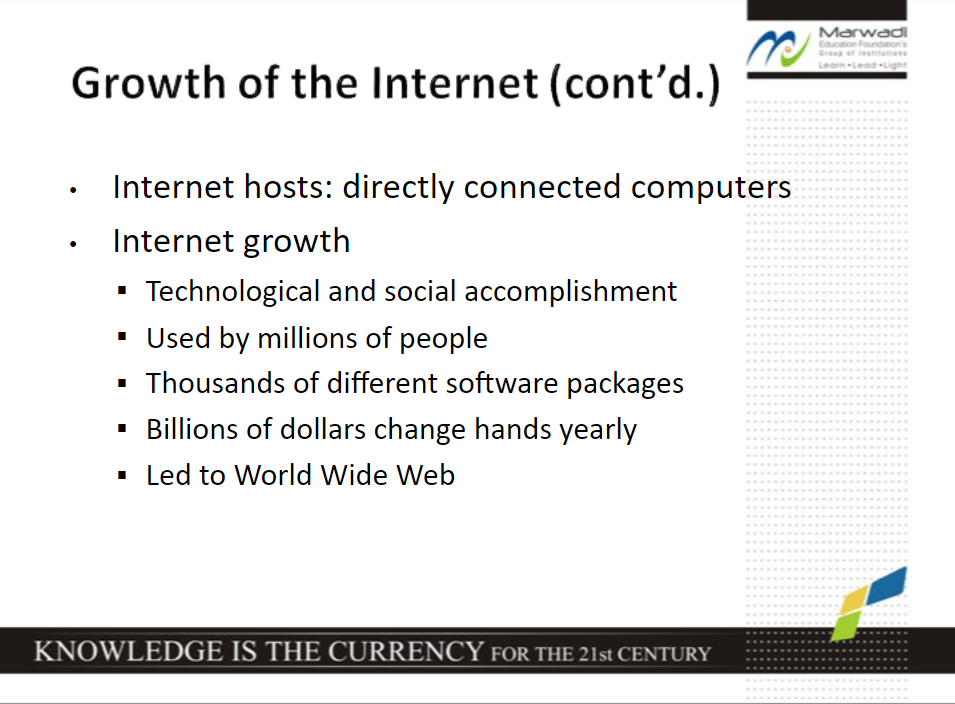 Marwadi
Education Foundation's
Group of Institutions
Learn •Lead •Light
Growth of the Internet (cont’d.)
• Internet hosts: directly connected computers
• Internet growth
▪ Technological and social accomplishment
▪ Used by millions of people
▪ Thousands of different software packages
▪ Billions of dollars change hands yearly
▪ Led to World Wide Web
KNOWLEDGE IS THE CURRENCY FOR THE 21st CENTURY